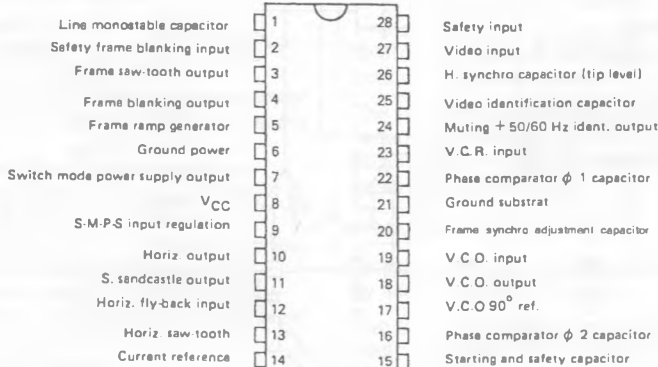 Line monostable capacitor 1 28 Safety input
Safety frame blanking input 2 27 Video input
Frame saw-tooth output 3 26 H. synchro capacitor (tip level)
Frame blanking output 4 25 Video identification capacitor
Frame ramp generator 5 24 Muting + 50/60 Hz ident. output
Ground power 6 23 V.C.R. input
Switch mode power supply output 7 22 Phase comparator ϕ 1 capacitor
VCC 8 21 Ground substrat
S-M-P-S input regulation 9 20 Frame synchro adjustment capacitor
Horiz. output 10 19 V.C.O. input
S. sandcastle output 11 18 V.C.O. output
Horiz. fly-back input 12 17 V.C.O 90° ref.
Horiz. saw-tooth 13 16 Phase comparator ϕ 2 capacitor
Current reference 14 15 Starting and safety capacitor